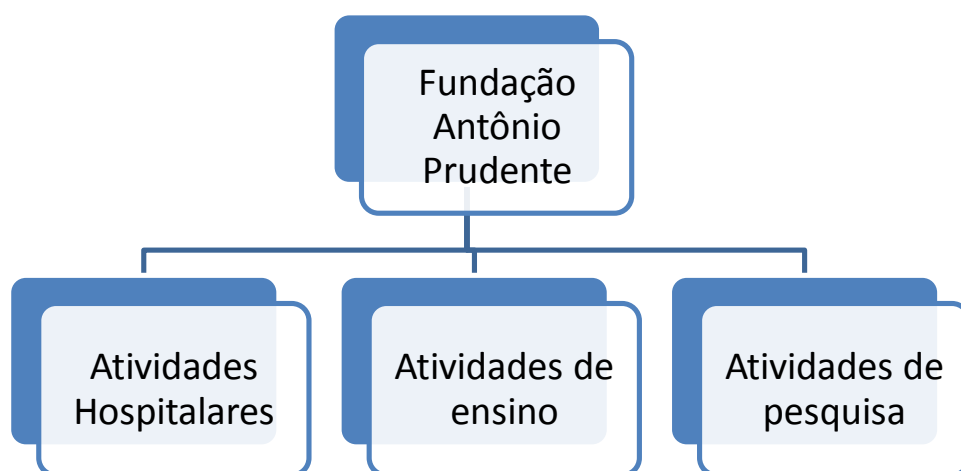 Fundação
Antônio
Prudente
Atividades
Hospitalares
Atividades de
ensino
Atividades de
pesquisa